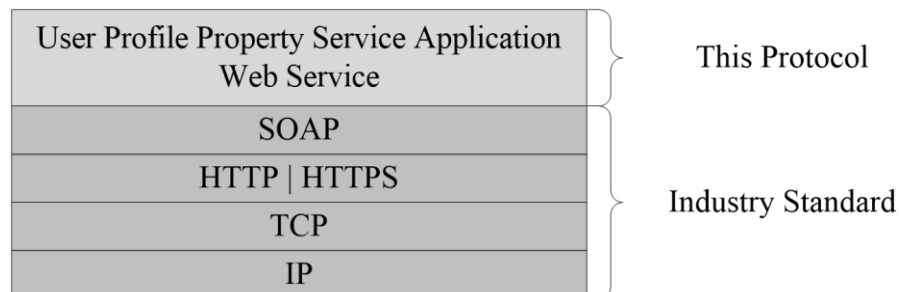 User Profile Property Service Application
Web Service
This Protocol
SOAP
HTTP | HTTPS
TCP
IP
Industry Standard